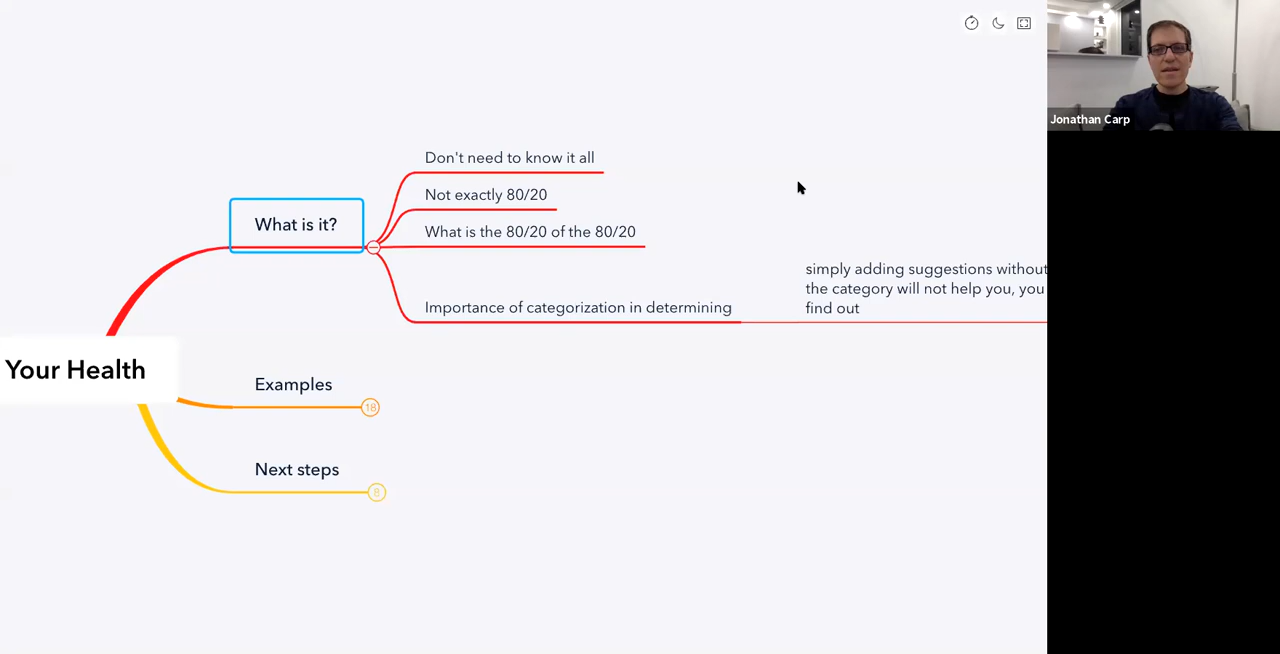 Jonathan Carp
Don't need to know it all
Not exactly 80/20
What is it?
What is the 80/20 of the 80/20
simply adding suggestions without
the category will not help you, you
find out
Importance of categorization in determining
Your Health
Examples
18
Next steps
8